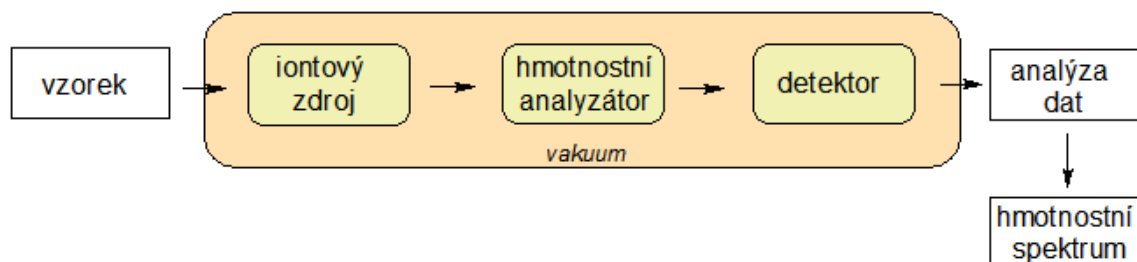 vzorek
iontový
zdroj
hmotnostní
analyzátor
detektor
vakuum
analýza
dat
hmotnostní
spektrum